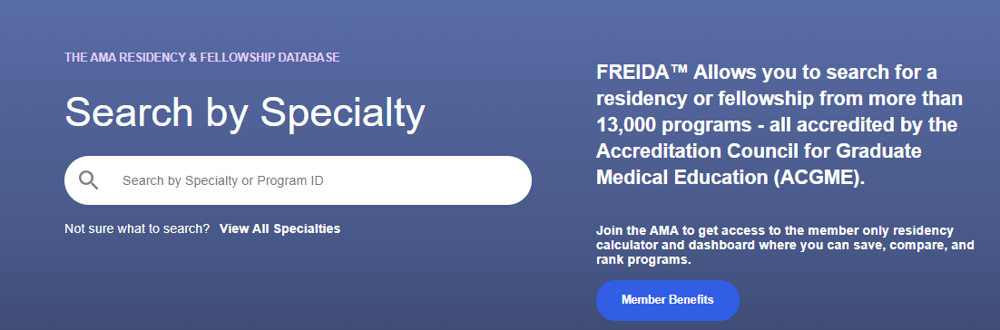 THE AMA RESIDENCY & FELLOWSHIP DATABASE
Search by Specialty
Search by Specialty or Program ID
Not sure what to search? View All Specialties
FREIDA™ Allows you to search for a
residency or fellowship from more than
13,000 programs - all accredited by the
Accreditation Council for Graduate
Medical Education (ACGME).
Join the AMA to get access to the member only residency
calculator and dashboard where you can save, compare, and
rank programs.
Member Benefits